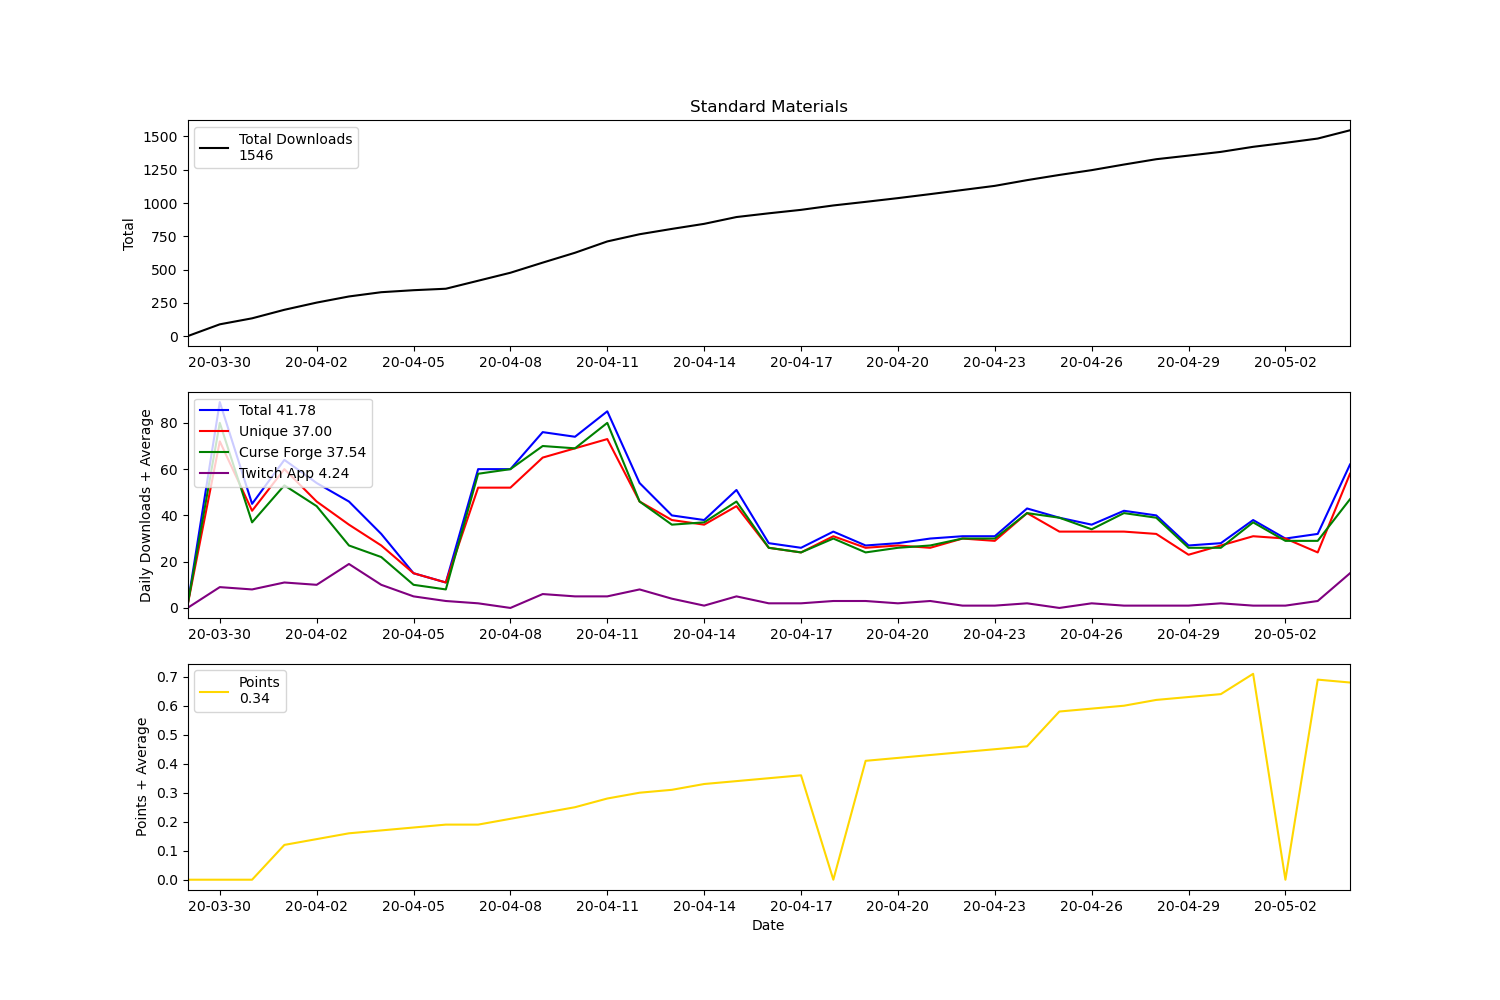 Standard Materials
Total
1500
1250
1000
750
500
250
0
Total Downloads
1546
20-03-30 20-04-02 20-04-05 20-04-08 20-04-11 20-04-14 20-04-17 20-04-20 20-04-23 20-04-26 20-04-29 20-05-02
Daily Downloads + Average
80
60
40
20
0
Total 41.78
Unique 37.00
Curse Forge 37.54
Twitch App 4.24
20-03-30 20-04-02 20-04-05 20-04-08 20-04-11 20-04-14 20-04-17 20-04-20 20-04-23 20-04-26 20-04-29 20-05-02
Points + Average
0.7
0.6
0.5
0.4
0.3
0.2
0.1
0.0
Points
0.34
20-03-30 20-04-02 20-04-05 20-04-08 20-04-11 20-04-14 20-04-17 20-04-20 20-04-23 20-04-26 20-04-29 20-05-02
Date